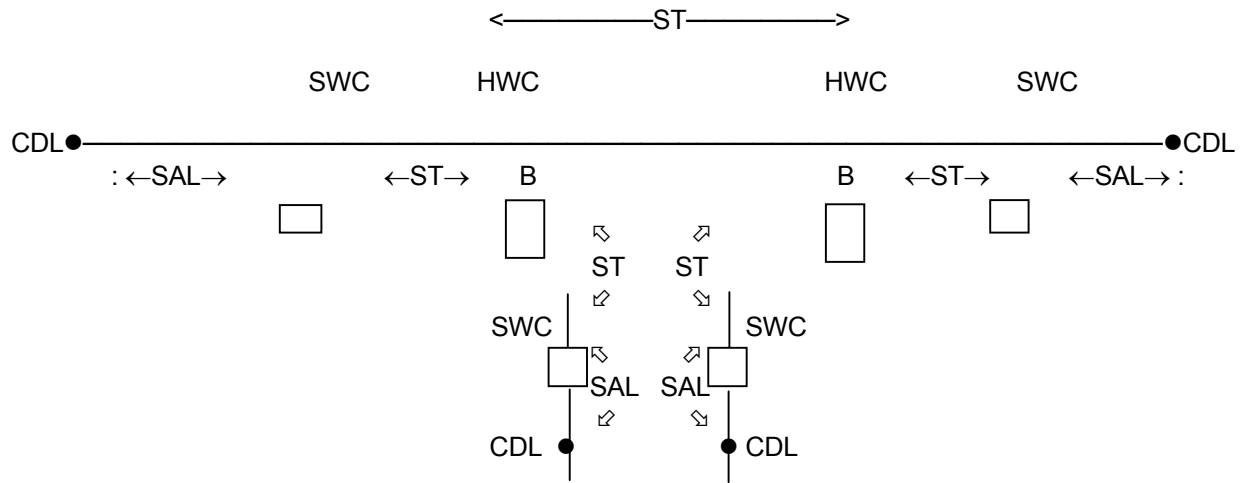 ST
SWC HWC HWC SWC
CDL CDL
: ←SAL→ ←ST→ B B ←ST→ ←SAL→ :
ST ST
SWC SWC
SAL SAL
CDL CDL